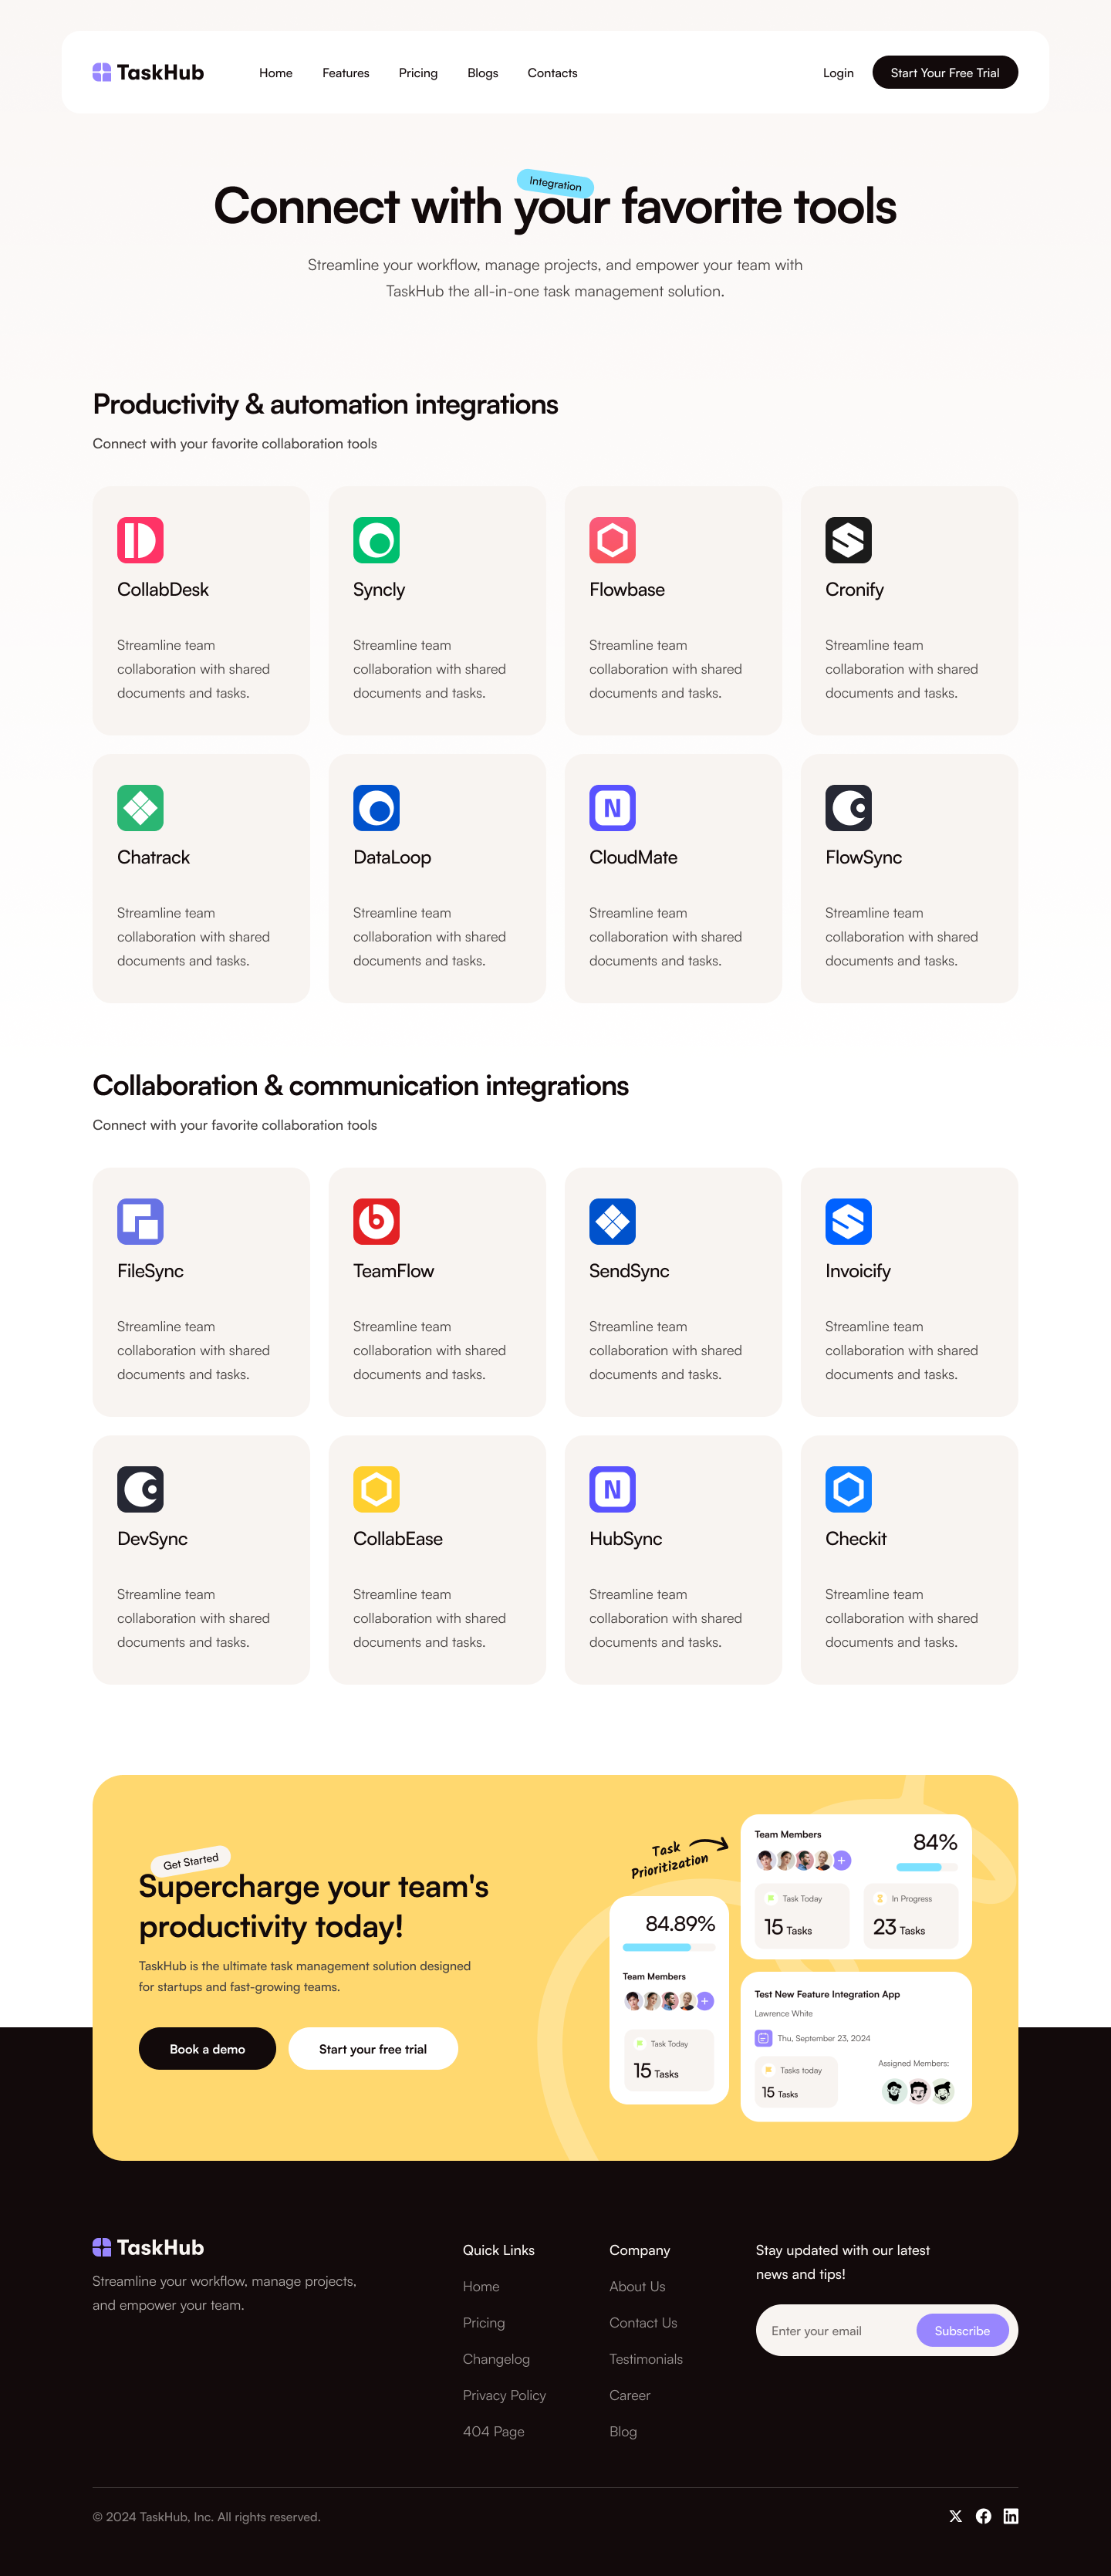 TaskHub
Home
Features
Pricing
Blogs
Contacts
Login
Start Your Free Trial
Integration
Connect with your favorite tools
Streamline your workflow, manage projects, and empower your team with
TaskHub the all-in-one task management solution.
Productivity & automation integrations
Connect with your favorite collaboration tools
CollabDesk
Streamline team
collaboration with shared
documents and tasks.
Syncly
Streamline team
collaboration with shared
documents and tasks.
Flowbase
Streamline team
collaboration with shared
documents and tasks.
Cronify
Streamline team
collaboration with shared
documents and tasks.
Chatrack
Streamline team
collaboration with shared
documents and tasks.
DataLoop
Streamline team
collaboration with shared
documents and tasks.
N
CloudMate
Streamline team
collaboration with shared
documents and tasks.
FlowSync
Streamline team
collaboration with shared
documents and tasks.
Collaboration & communication integrations
Connect with your favorite collaboration tools
FileSync
Streamline team
collaboration with shared
documents and tasks.
TeamFlow
Streamline team
collaboration with shared
documents and tasks.
SendSync
Streamline team
collaboration with shared
documents and tasks.
Invoicify
Streamline team
collaboration with shared
documents and tasks.
DevSync
Streamline team
collaboration with shared
documents and tasks.
CollabEase
Streamline team
collaboration with shared
documents and tasks.
N
HubSync
Streamline team
collaboration with shared
documents and tasks.
Checkit
Streamline team
collaboration with shared
documents and tasks.
Get Started
Supercharge your team's
productivity today!
TaskHub is the ultimate task management solution designed
for startups and fast-growing teams.
Book a demo
Start your free trial
Task
Prioritization
84.89%
Team Members
Task Today
15 Tasks
Team Members
84%
Task Today
15 Tasks
In Progress
23 Tasks
Test New Feature Integration App
Lawrence White
Thu, September 23, 2024
Tasks today
15 Tasks
Assigned Members:
TaskHub
Streamline your workflow, manage projects,
and empower your team.
Quick Links
Home
Pricing
Changelog
Privacy Policy
404 Page
Company
About Us
Contact Us
Testimonials
Career
Blog
Stay updated with our latest
news and tips!
Enter your email
Subscribe
© 2024 TaskHub, Inc. All rights reserved.